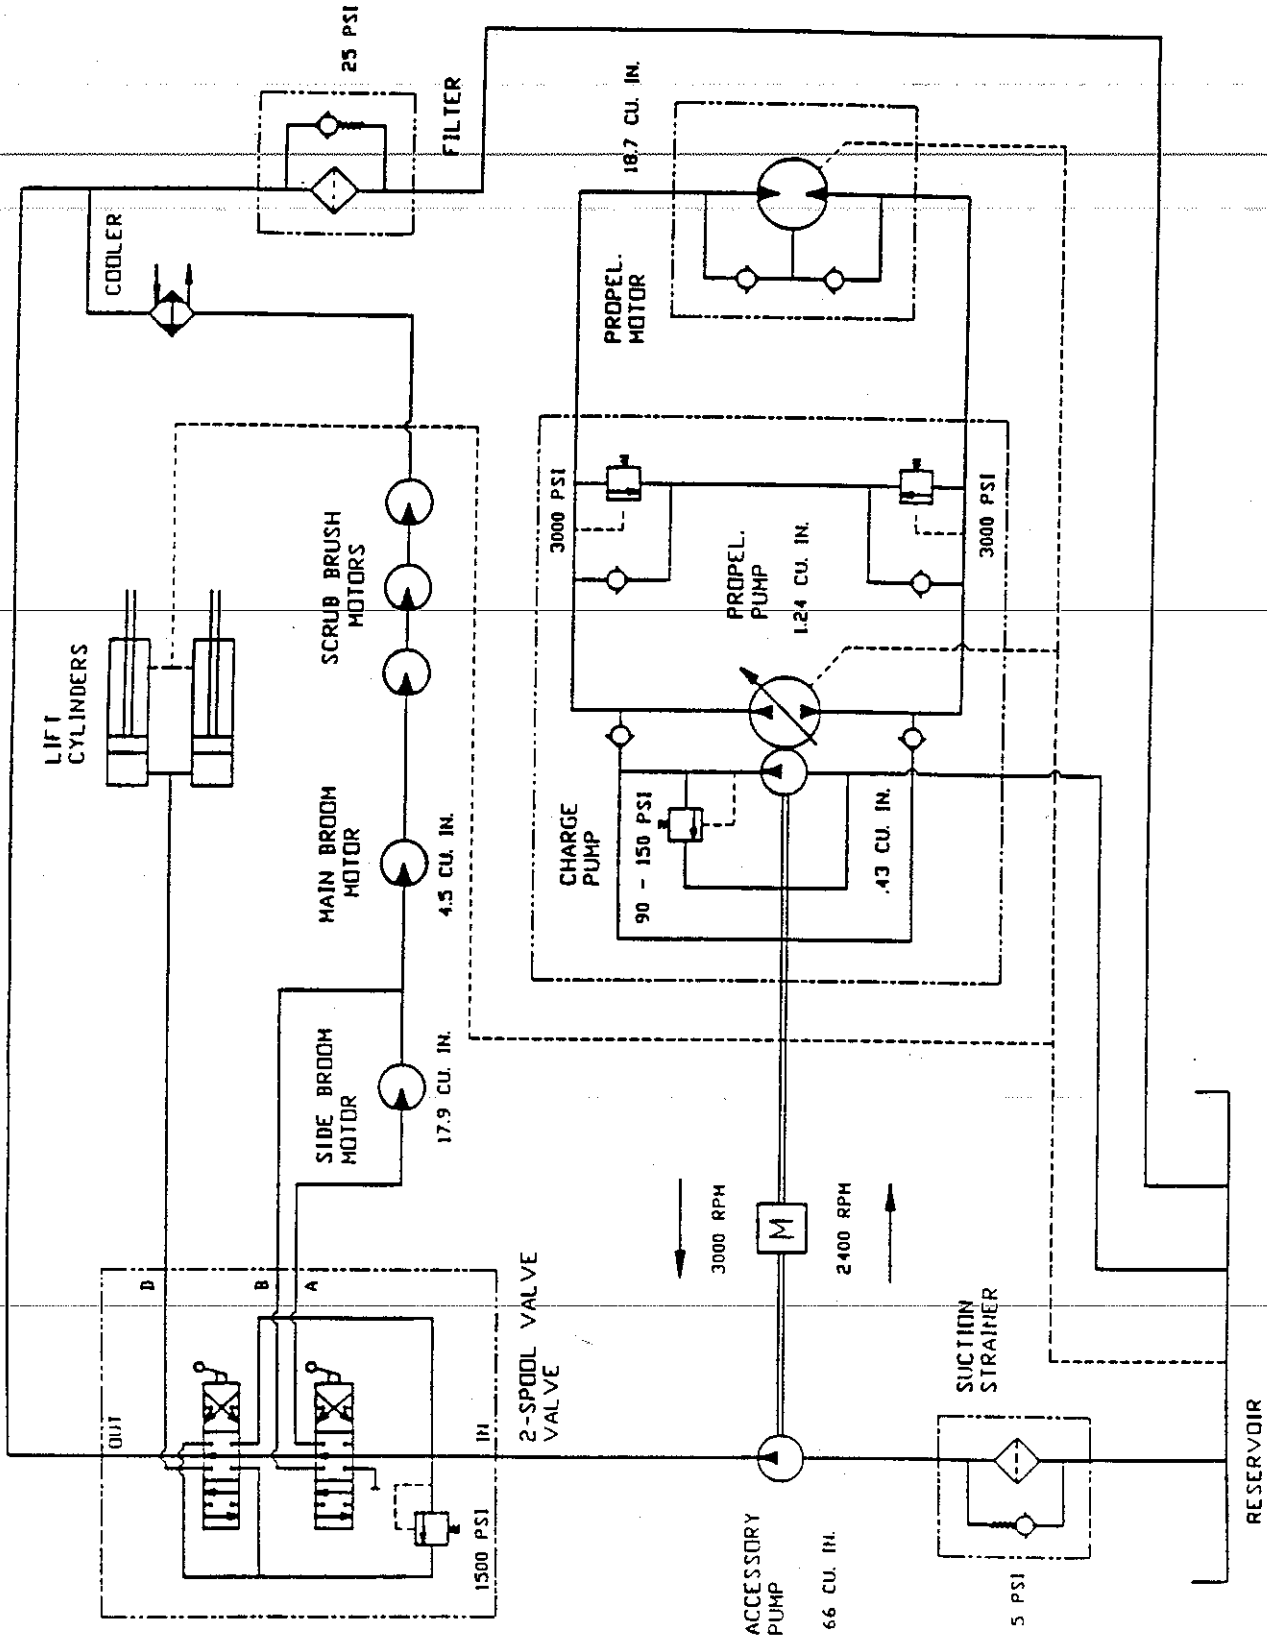 LIFT
CYLINDERS
COOLER
25 PSI
OUT
D
B
A
IN
1500 PSI
2-SPOOL VALVE
VALVE
SIDE BROOM
MOTOR
17.9 CU. IN.
MAIN BROOM
MOTOR
4.5 CU. IN.
SCRUB BRUSH
MOTORS
FILTER
CHARGE
PUMP
90 - 150 PSI
.43 CU. IN.
3000 PSI
PROPEL.
PUMP
1.24 CU. IN.
3000 PSI
PROPEL.
MOTOR
18.7 CU. IN.
ACCESSORY
PUMP
66 CU. IN.
3000 RPM
M
2400 RPM
SUCTION
STRAINER
5 PSI
RESERVOIR